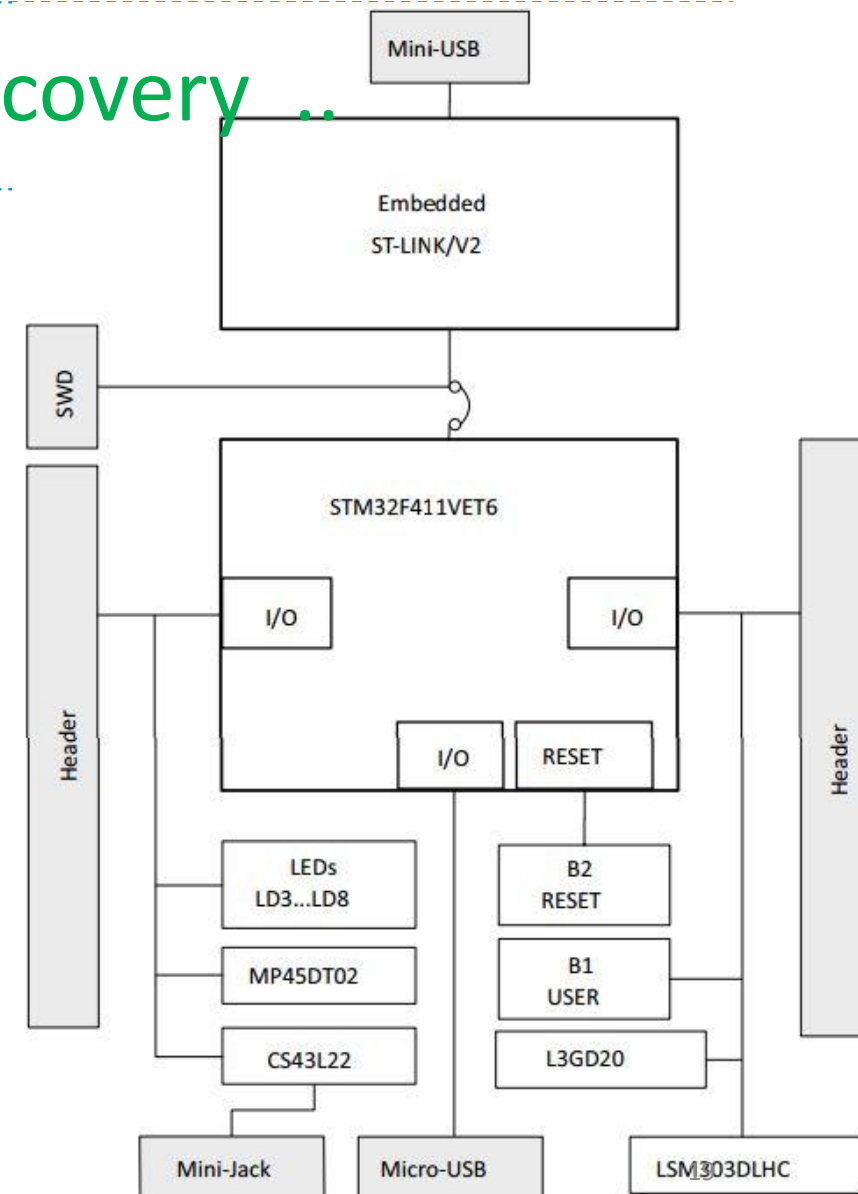 Mini-USB
covery ..
Embedded
ST-LINK/V2
SWD
STM32F411VET6
I/O
I/O
Header
Header
I/O
RESET
LEDs
LD3...LD8
B2
RESET
MP45DT02
B1
USER
CS43L22
L3GD20
Mini-Jack
Micro-USB
LSM303DLHC
19